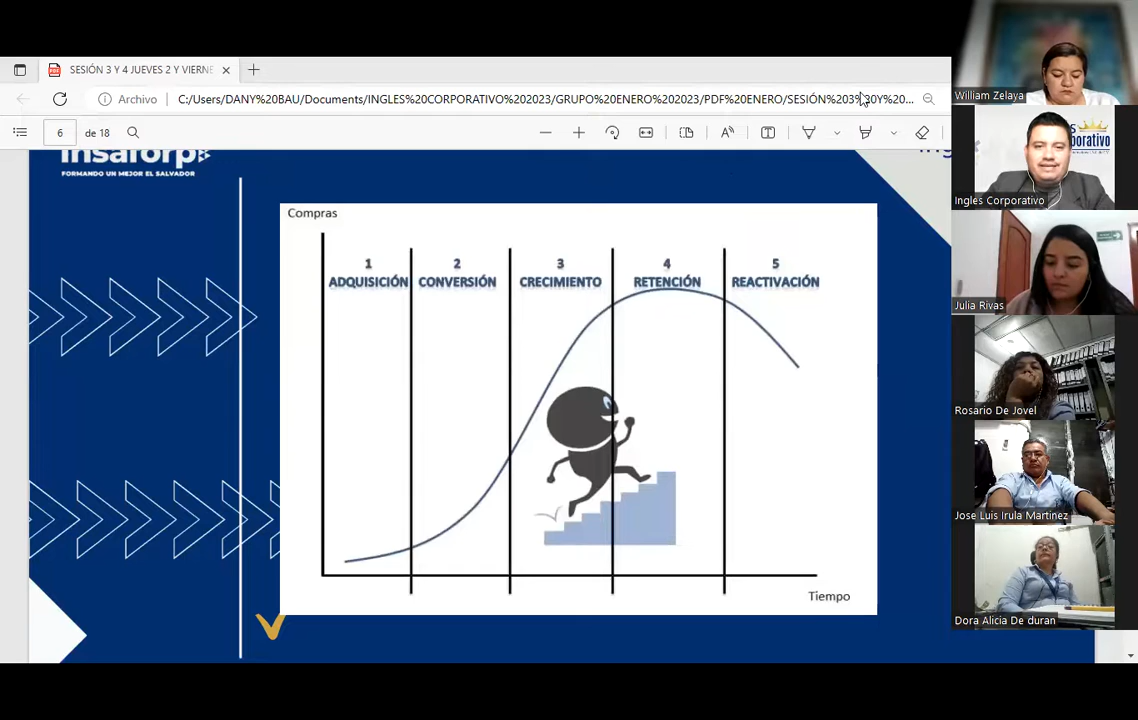 SESIÓN 3 Y 4 JUEVES 2 Y VIERNE
Archivo
C:/Users/DANY%20BAU/Documents/INGLES%20CORPORATIVO%202023/GRUPO%20ENERO%202023/PDF%20ENERO/SESIÓN%203%20Y%20...
6
de 18
insaforp
FORMANDO UN MEJOR EL SALVADOR
Compras
1
ADQUISICIÓN
2
CONVERSIÓN
3
CRECIMIENTO
4
RETENCIÓN
5
REACTIVACIÓN
Tiempo
William Zelaya
Ingles Corporativo
Julia Rivas
Rosario De Jovel
Jose Luis Irula Martinez
Dora Alicia De duran